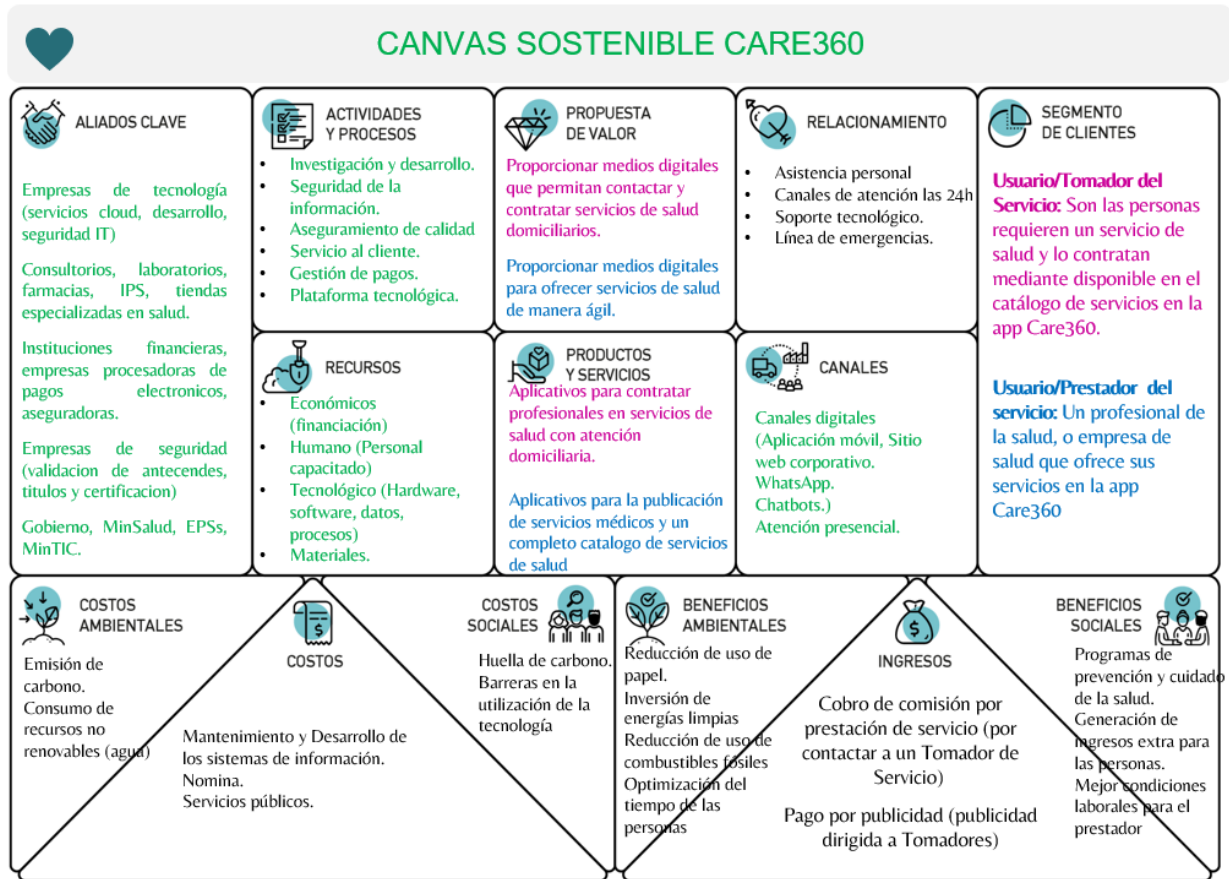 CANVAS SOSTENIBLE CARE360
ALIADOS CLAVE
Empresas de tecnología
(servicios cloud, desarrollo,
seguridad IT)
Consultorios, laboratorios,
farmacias, IPS, tiendas
especializadas en salud.
Instituciones financieras,
empresas procesadoras de
pagos electronicos,
aseguradoras.
Empresas de seguridad
(validacion de antecendes,
titulos y certificacion)
Gobierno, MinSalud, EPSs,
MinTIC.
ACTIVIDADES
Y PROCESOS
• Investigación y desarrollo.
• Seguridad de la
información.
• Aseguramiento de calidad
• Servicio al cliente.
• Gestión de pagos.
• Plataforma tecnológica.
RECURSOS
• Económicos
(financiación)
• Humano (Personal
capacitado)
• Tecnológico (Hardware,
software, datos,
procesos)
• Materiales.
PROPUESTA
DE VALOR
Proporcionar medios digitales
que permitan contactar y
contratar servicios de salud
domiciliarios.
Proporcionar medios digitales
para ofrecer servicios de salud
de manera ágil.
PRODUCTOS
Y SERVICIOS
Aplicativos para contratar
profesionales en servicios de
salud con atención
domiciliaria.
Aplicativos para la publicación
de servicios médicos y un
completo catalogo de servicios
de salud
RELACIONAMIENTO
• Asistencia personal
• Canales de atención las 24h
• Soporte tecnológico.
• Línea de emergencias.
CANALES
Canales digitales
(Aplicación móvil, Sitio
web corporativo.
WhatsApp.
Chatbots.)
Atención presencial.
SEGMENTO
DE CLIENTES
Usuario/Tomador del
Servicio: Son las personas
requieren un servicio de
salud y lo contratan
mediante disponible en el
catálogo de servicios en la
app Care360.
Usuario/Prestador del
servicio: Un profesional de
la salud, o empresa de
salud que ofrece sus
servicios en la app
Care360
COSTOS
AMBIENTALES
Emisión de
carbono.
Consumo de
recursos no
renovables (agua)
$
COSTOS
Mantenimiento y Desarrollo de
los sistemas de información.
Nomina.
Servicios públicos.
COSTOS
SOCIALES
Huella de carbono.
Barreras en la
utilización de la
tecnología
BENEFICIOS
AMBIENTALES
Reducción de uso de
papel.
Inversión de
energías limpias
Reducción de uso de
combustibles fósiles
Optimización del
tiempo de las
personas
$
INGRESOS
Cobro de comisión por
prestación de servicio (por
contactar a un Tomador de
Servicio)
Pago por publicidad (publicidad
dirigida a Tomadores)
BENEFICIOS
SOCIALES
Programas de
prevención y cuidado
de la salud.
Generación de
ingresos extra para
las personas.
Mejor condiciones
laborales para el
prestador